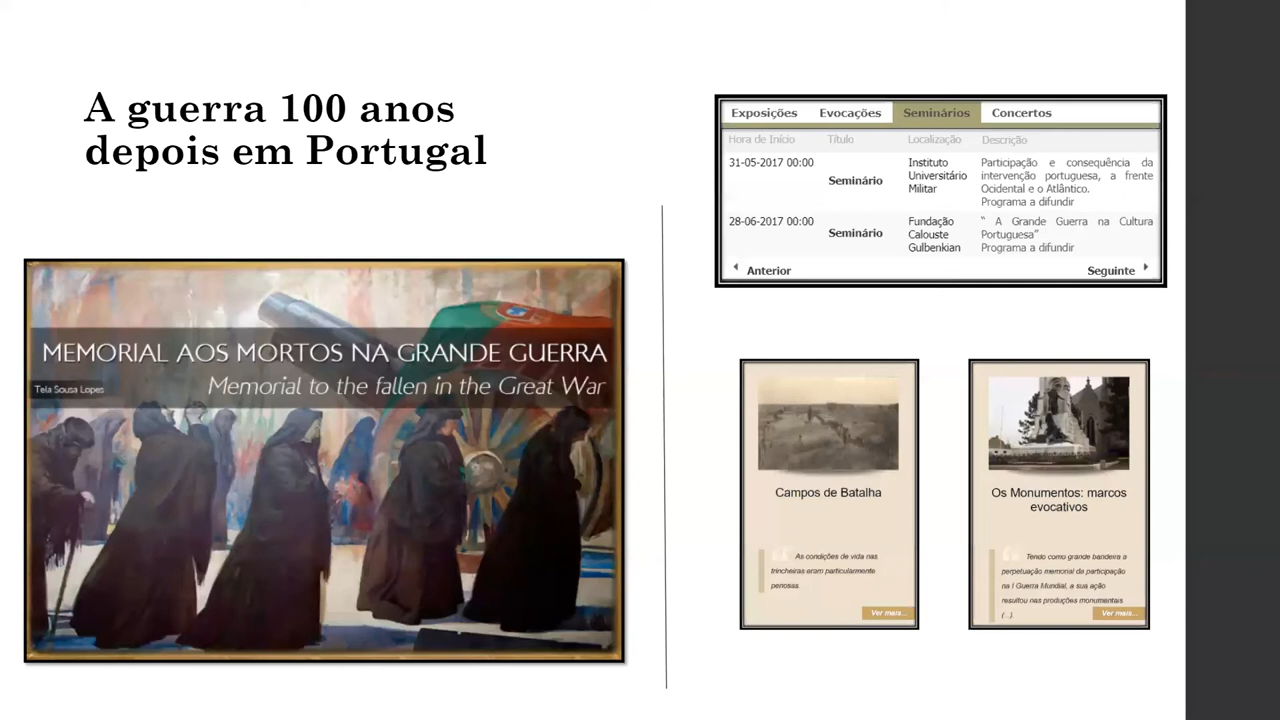 A guerra 100 anos
depois em Portugal
MEMORIAL AOS MORTOS NA GRANDE GUERRA
Tela Sousa Lopes
Memorial to the fallen in the Great War
Exposições Evocações Seminários Concertos
Hora de Início Título Localização Descrição
31-05-2017 00:00
Seminário
Instituto
Universitário
Militar
Participação e consequência da
intervenção portuguesa, a frente
Ocidental e o Atlântico.
Programa a difundir
28-06-2017 00:00
Seminário
Fundação
Calouste
Gulbenkian
“ A Grande Guerra na Cultura
Portuguesa”
Programa a difundir
Anterior Seguinte
Campos de Batalha
As condições de vida nas
trincheiras eram particularmente
penosas.
Ver mais...
Os Monumentos: marcos
evocativos
Tendo como grande bandeira a
perpetuação memorial da participação
na I Guerra Mundial, a sua ação
resultou nas produções monumentais
(...)
Ver mais...